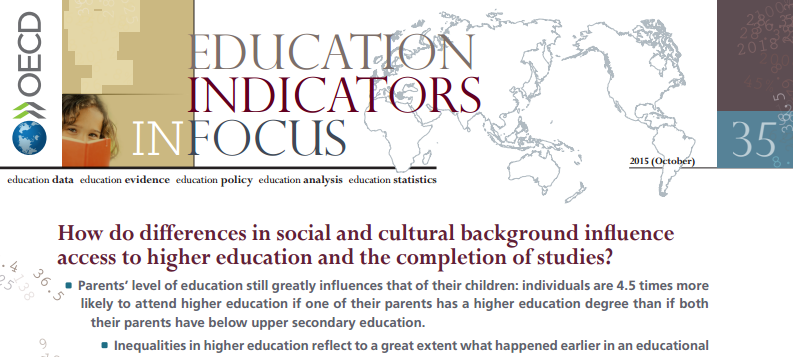 OECD
EDUCATION
INDICATORS
IN FOCUS
35
2015 (October)
education data education evidence education policy education analysis education statistics
How do differences in social and cultural background influence
access to higher education and the completion of studies?
Parents' level of education still greatly influences that of their children: individuals are 4.5 times more
likely to attend higher education if one of their parents has a higher education degree than if both
their parents have below upper secondary education.
Inequalities in higher education reflect to a great extent what happened earlier in an educational